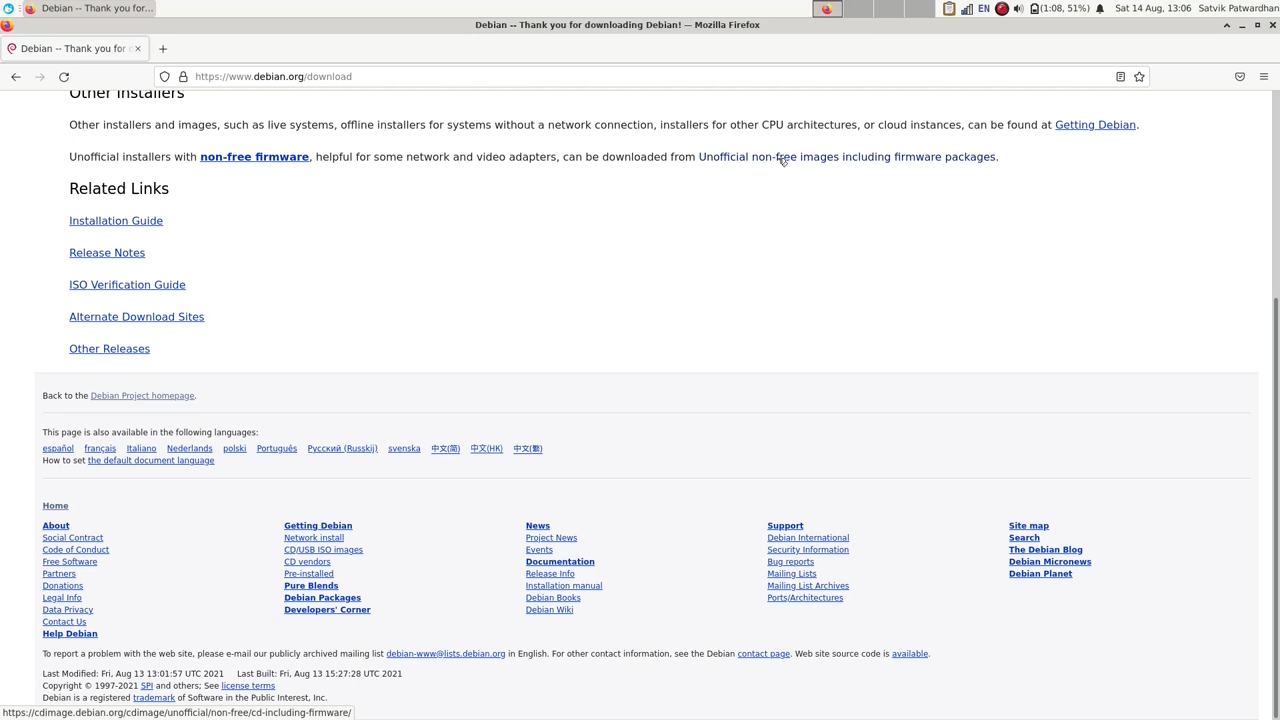 Debian -- Thank you for...
EN
(1:08, 51%)
Sat 14 Aug, 13:06
Satvik Patwardhan
Debian -- Thank you for downloading Debian! — Mozilla Firefox
Debian -- Thank you for
https://www.debian.org/download
Other Installers
Other installers and images, such as live systems, offline installers for systems without a network connection, installers for other CPU architectures, or cloud instances, can be found at Getting Debian.
Unofficial installers with non-free firmware, helpful for some network and video adapters, can be downloaded from Unofficial non-free images including firmware packages.
Related Links
Installation Guide
Release Notes
ISO Verification Guide
Alternate Download Sites
Other Releases
Back to the Debian Project homepage.
This page is also available in the following languages:
español français Italiano Nederlands polski Português Русский (Russkij) svenska 中文(简) 中文(HK) 中文(繁)
How to set the default document language
Home
About
Social Contract
Code of Conduct
Free Software
Partners
Donations
Legal Info
Data Privacy
Contact Us
Help Debian
Getting Debian
Network install
CD/USB ISO images
CD vendors
Pre-installed
Pure Blends
Debian Packages
Developers' Corner
News
Project News
Events
Documentation
Release Info
Installation manual
Debian Books
Debian Wiki
Support
Debian International
Security Information
Bug reports
Mailing Lists
Mailing List Archives
Ports/Architectures
Site map
Search
The Debian Blog
Debian Micronews
Debian Planet
To report a problem with the web site, please e-mail our publicly archived mailing list debian-www@lists.debian.org in English. For other contact information, see the Debian contact page. Web site source code is available.
Last Modified: Fri, Aug 13 13:01:57 UTC 2021 Last Built: Fri, Aug 13 15:27:28 UTC 2021
Copyright © 1997-2021 SPI and others; See license terms
Debian is a registered trademark of Software in the Public Interest, Inc.
https://cdimage.debian.org/cdimage/unofficial/non-free/cd-including-firmware/